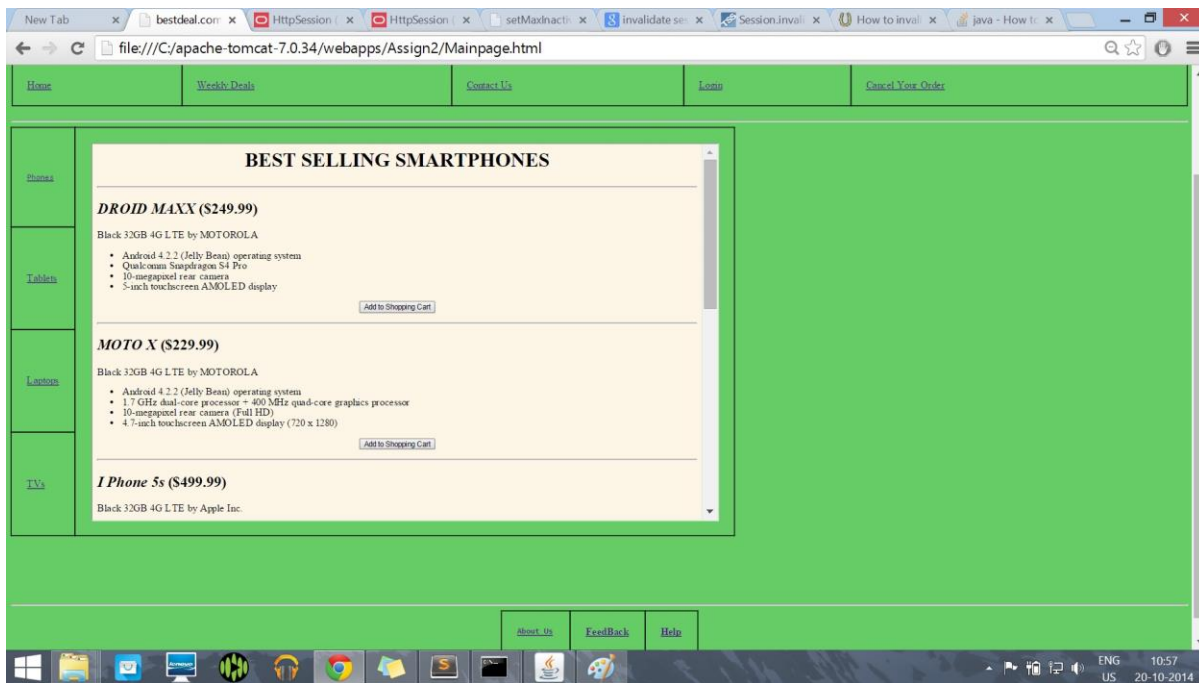 New Tab
bestdeal.com
HttpSession (
HttpSession (
setMaxInacti
invalidate se
Session.invali
How to invali
java - How to
file:///C:/apache-tomcat-7.0.34/webapps/Assign2/Mainpage.html
Home Weekly Deals Contact Us Login Cancel Your Order
Phones
Tablets
Laptops
TVs
BEST SELLING SMARTPHONES
DROID MAXX ($249.99)
Black 32GB 4G LTE by MOTOROLA
• Android 4.2.2 (Jelly Bean) operating system
• Qualcomm Snapdragon S4 Pro
• 10-megapixel rear camera
• 5-inch touchscreen AMOLED display
Add to Shopping Cart
MOTO X ($229.99)
Black 32GB 4G LTE by MOTOROLA
• Android 4.2.2 (Jelly Bean) operating system
• 1.7 GHz dual-core processor + 400 MHz quad-core graphics processor
• 10-megapixel rear camera (Full HD)
• 4.7-inch touchscreen AMOLED display (720 x 1280)
Add to Shopping Cart
I Phone 5s ($499.99)
Black 32GB 4G LTE by Apple Inc.
About Us FeedBack Help
ENG 10:57
US 20-10-2014